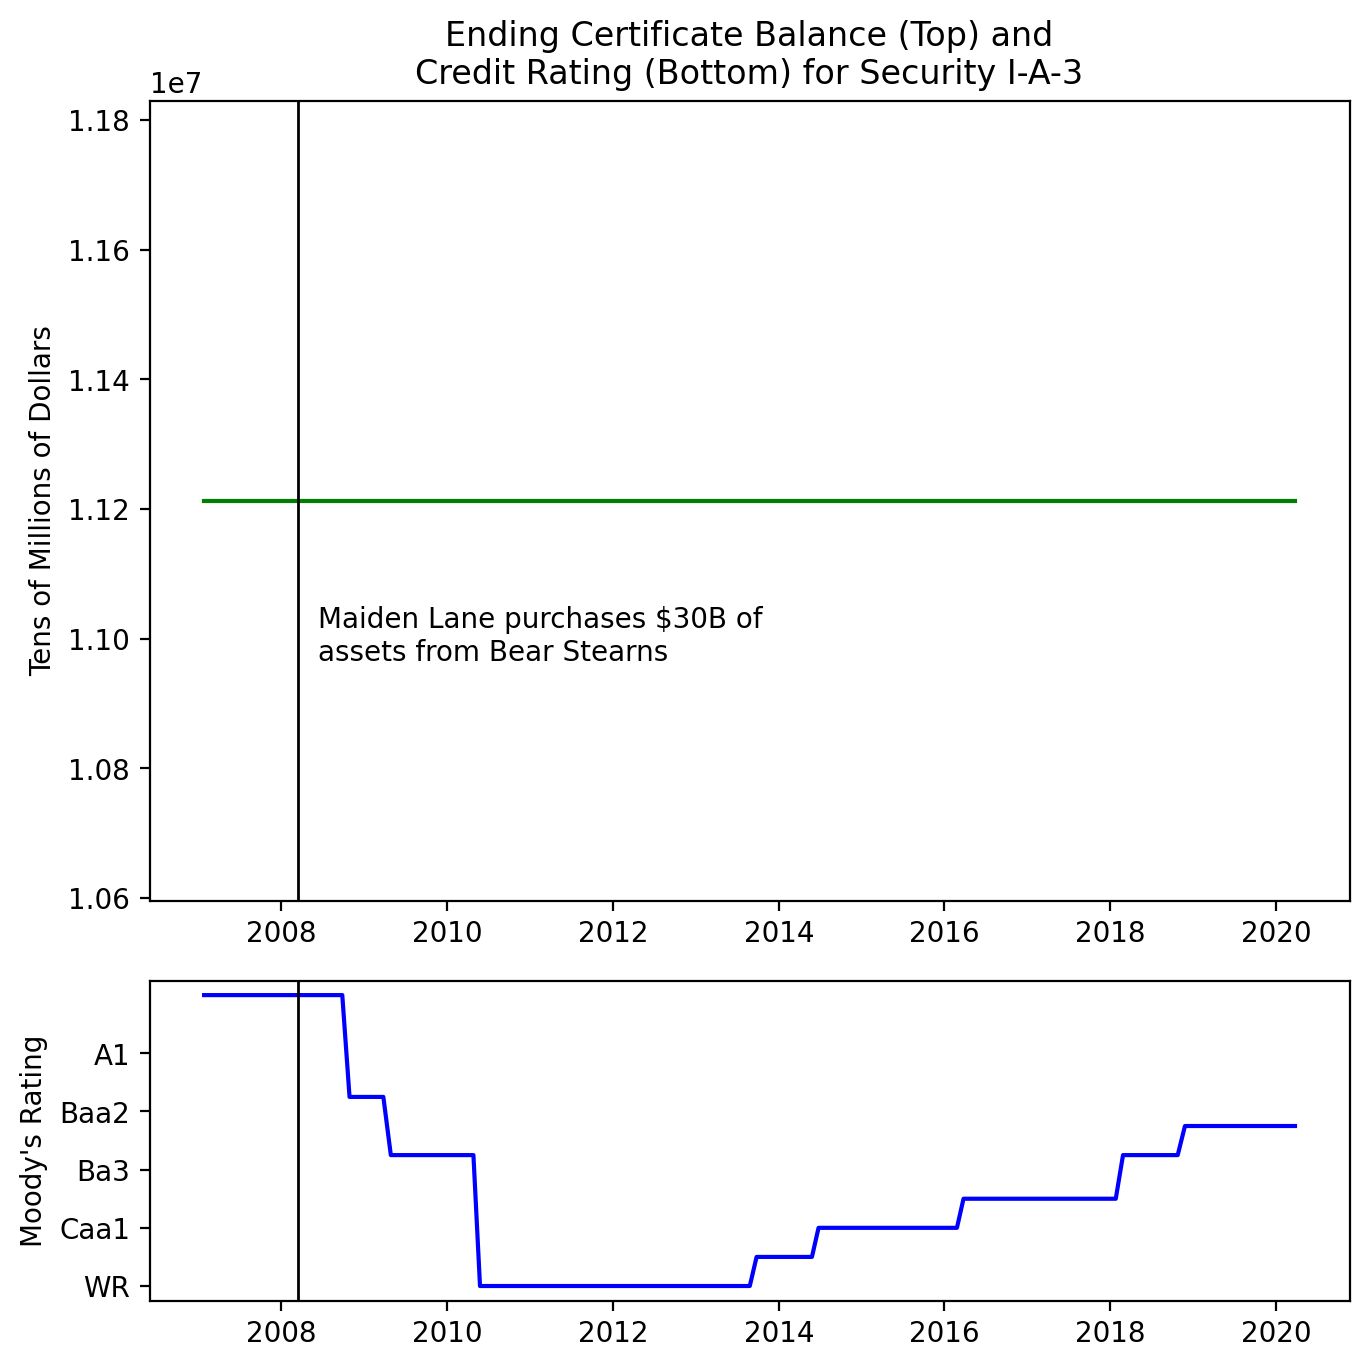 Ending Certificate Balance (Top) and
Credit Rating (Bottom) for Security I-A-3
1e7
Tens of Millions of Dollars
1.18
1.16
1.14
1.12
1.10
1.08
1.06
Maiden Lane purchases $30B of
assets from Bear Stearns
2008 2010 2012 2014 2016 2018 2020
Moody's Rating
A1
Baa2
Ba3
Caa1
WR
2008 2010 2012 2014 2016 2018 2020